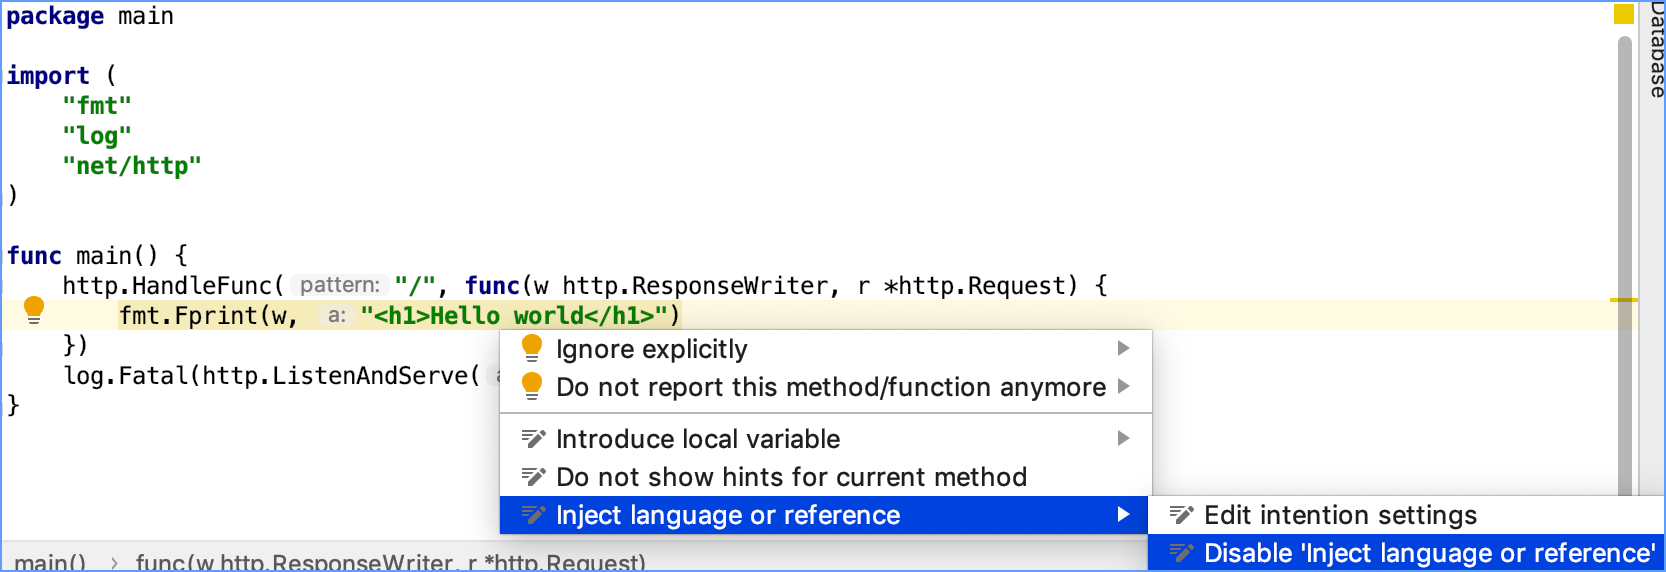 package main
import (
"fmt"
"log"
"net/http"
)
func main() {
http.HandleFunc( pattern: "/", func(w http.ResponseWriter, r *http.Request) {
fmt.Fprint(w, a: "<h1>Hello world</h1>")
})
log.Fatal(http.ListenAndServe(
}
Ignore explicitly
Do not report this method/function anymore
Introduce local variable
Do not show hints for current method
Inject language or reference
Edit intention settings
Disable 'Inject language or reference'
main() › func(w http.ResponseWriter, r *http.Request)
Database